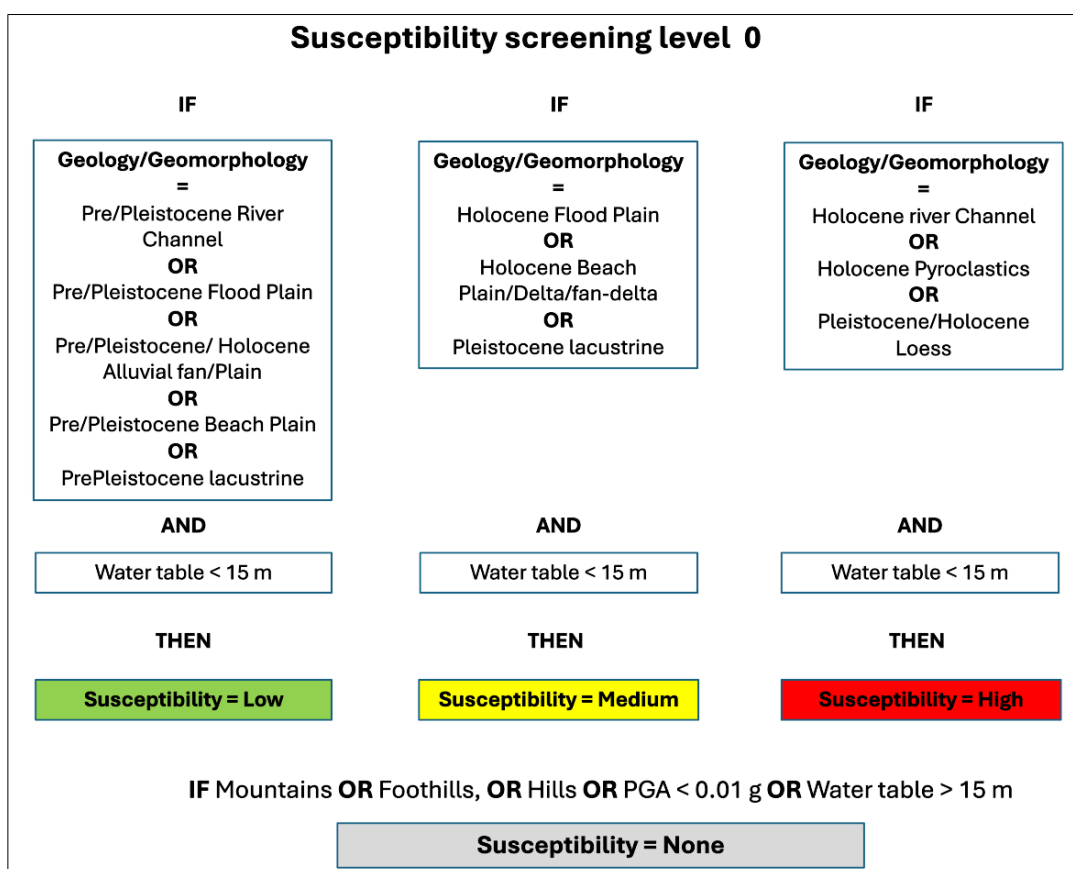 Susceptibility screening level 0
IF
Geology/Geomorphology
=
Pre/Pleistocene River
Channel
OR
Pre/Pleistocene Flood Plain
OR
Pre/Pleistocene/ Holocene
Alluvial fan/Plain
OR
Pre/Pleistocene Beach Plain
OR
PrePleistocene lacustrine
AND
Water table < 15 m
THEN
Susceptibility = Low
IF
Geology/Geomorphology
=
Holocene Flood Plain
OR
Holocene Beach
Plain/Delta/fan-delta
OR
Pleistocene lacustrine
AND
Water table < 15 m
THEN
Susceptibility = Medium
IF
Geology/Geomorphology
=
Holocene river Channel
OR
Holocene Pyroclastics
OR
Pleistocene/Holocene
Loess
AND
Water table < 15 m
THEN
Susceptibility = High
IF Mountains OR Foothills, OR Hills OR PGA < 0.01 g OR Water table > 15 m
Susceptibility = None